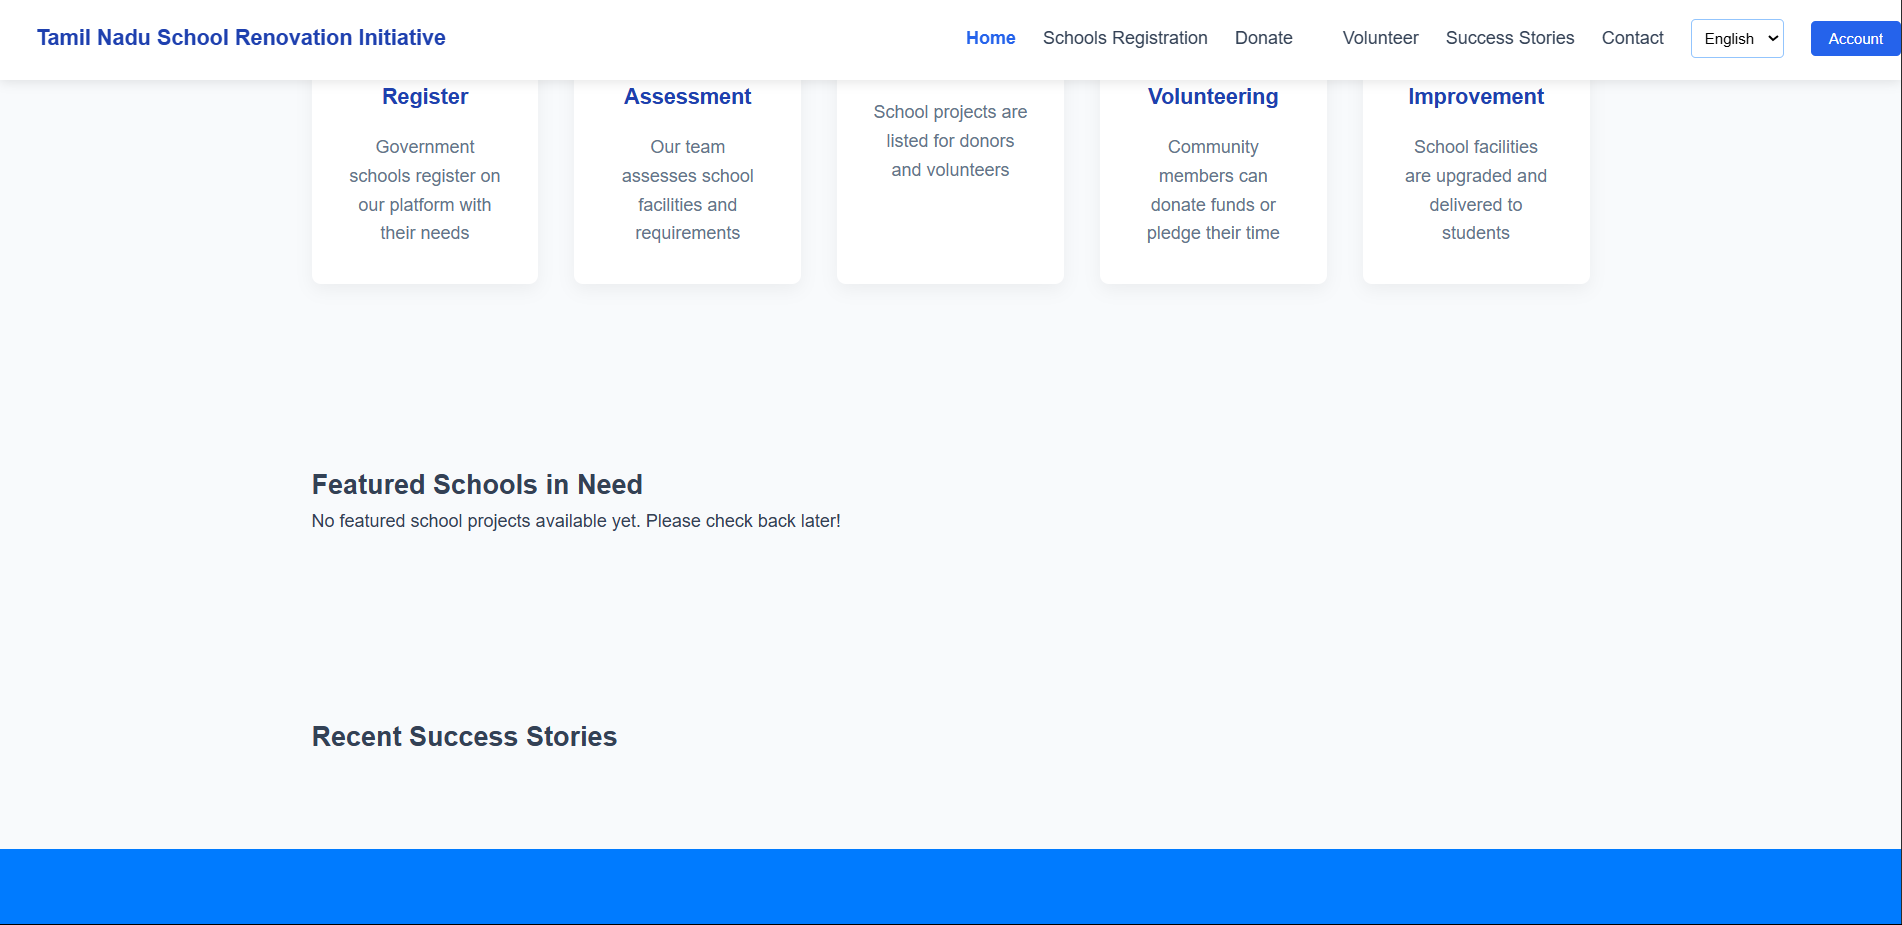 Tamil Nadu School Renovation Initiative
Home Schools Registration Donate Volunteer Success Stories Contact English Account
Register
Government
schools register on
our platform with
their needs
Assessment
Our team
assesses school
facilities and
requirements
School projects are
listed for donors
and volunteers
Volunteering
Community
members can
donate funds or
pledge their time
Improvement
School facilities
are upgraded and
delivered to
students
Featured Schools in Need
No featured school projects available yet. Please check back later!
Recent Success Stories